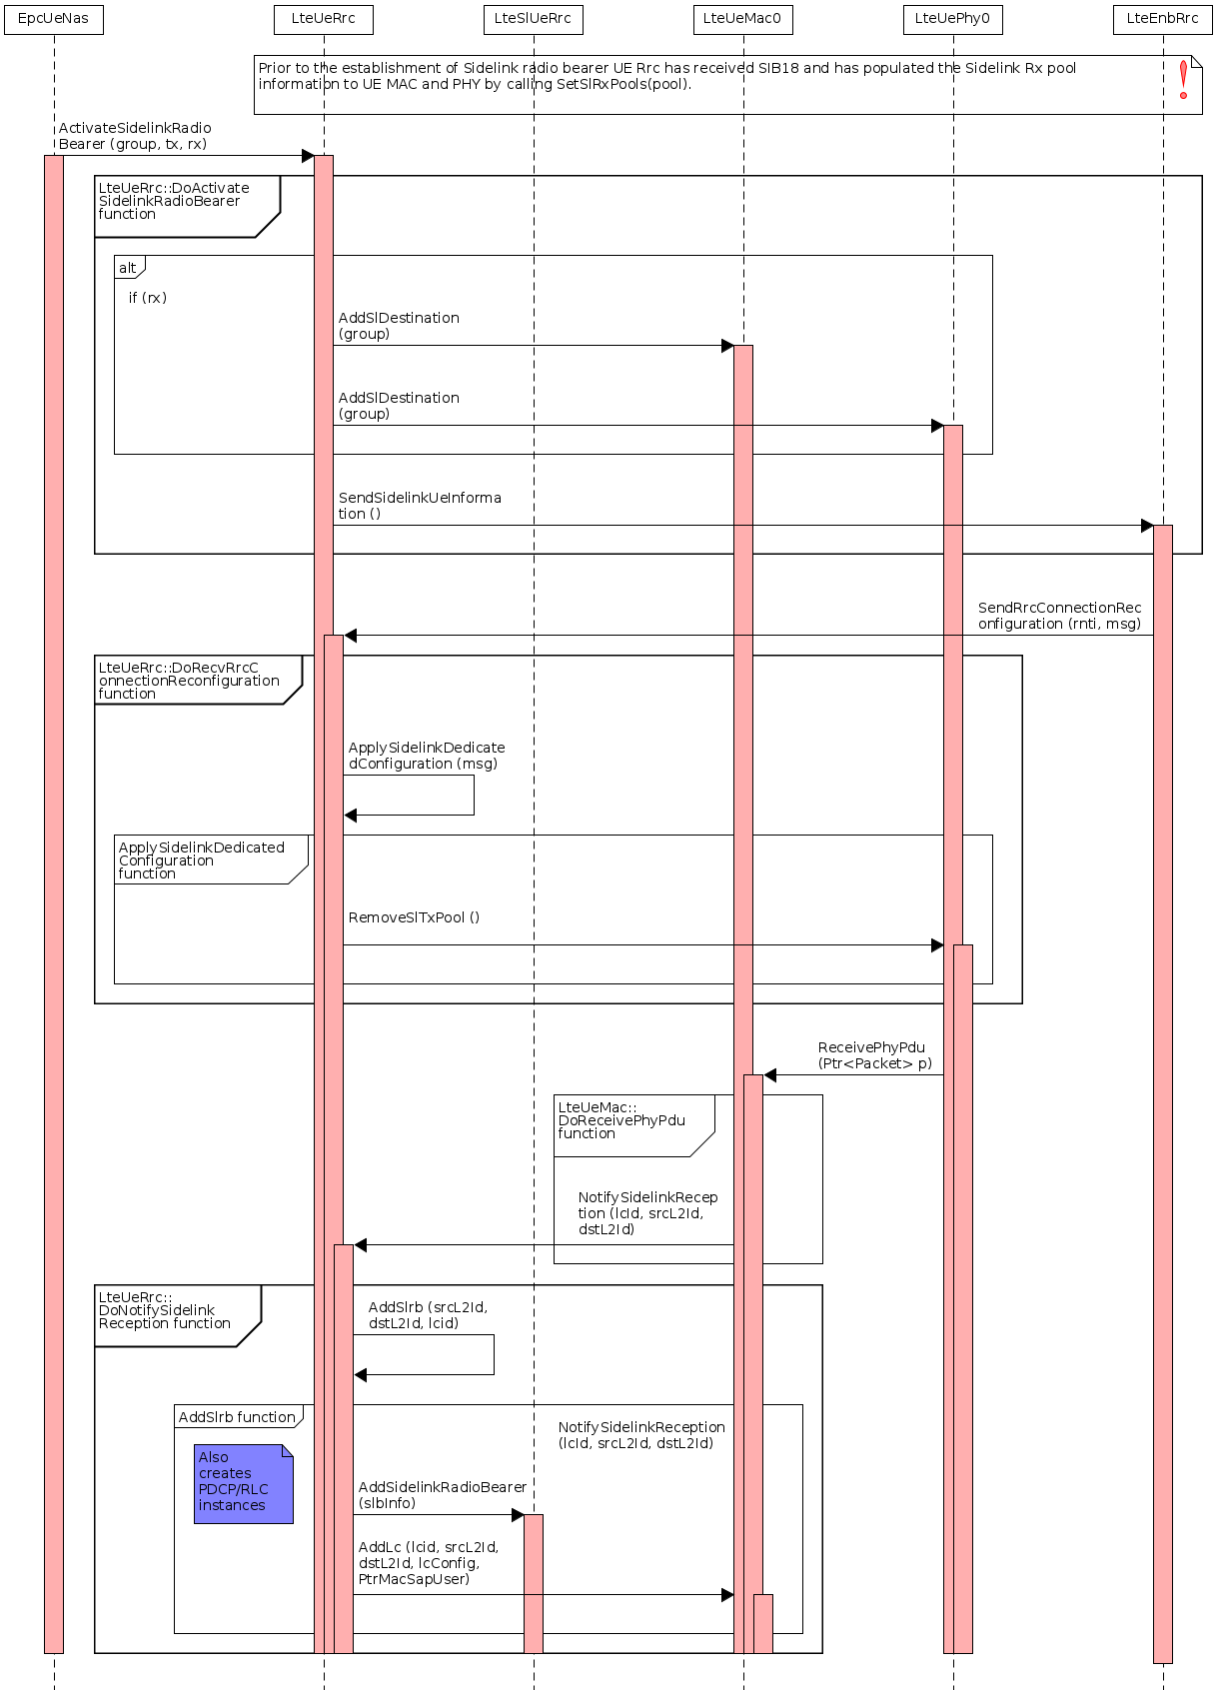 EpcUeNas
LteUeRrc
LteSlUeRrc
LteUeMac0
LteUePhy0
LteEnbRrc
Prior to the establishment of Sidelink radio bearer UE Rrc has received SIB18 and has populated the Sidelink Rx pool
information to UE MAC and PHY by calling SetSlRxPools(pool).
ActivateSidelinkRadio
Bearer (group, tx, rx)
LteUeRrc::DoActivate
SidelinkRadioBearer
function
alt
if (rx)
AddSlDestination
(group)
AddSlDestination
(group)
SendSidelinkUeInforma
tion ()
SendRrcConnectionRec
onfiguration (rnti, msg)
LteUeRrc::DoRecvRrcC
onnectionReconfiguration
function
ApplySidelinkDedicate
dConfiguration (msg)
ApplySidelinkDedicated
Configuration
function
RemoveSlTxPool ()
ReceivePhyPdu
(Ptr<Packet> p)
LteUeMac::
DoReceivePhyPdu
function
NotifySidelinkRecep
tion (lcId, srcL2Id,
dstL2Id)
LteUeRrc::
DoNotifySidelink
Reception function
AddSlrb (srcL2Id,
dstL2Id, lcid)
AddSlrb function
NotifySidelinkReception
(lcId, srcL2Id, dstL2Id)
Also
creates
PDCP/RLC
instances
AddSidelinkRadioBearer
(slbInfo)
AddLc (lcid, srcL2Id,
dstL2Id, lcConfig,
PtrMacSapUser)